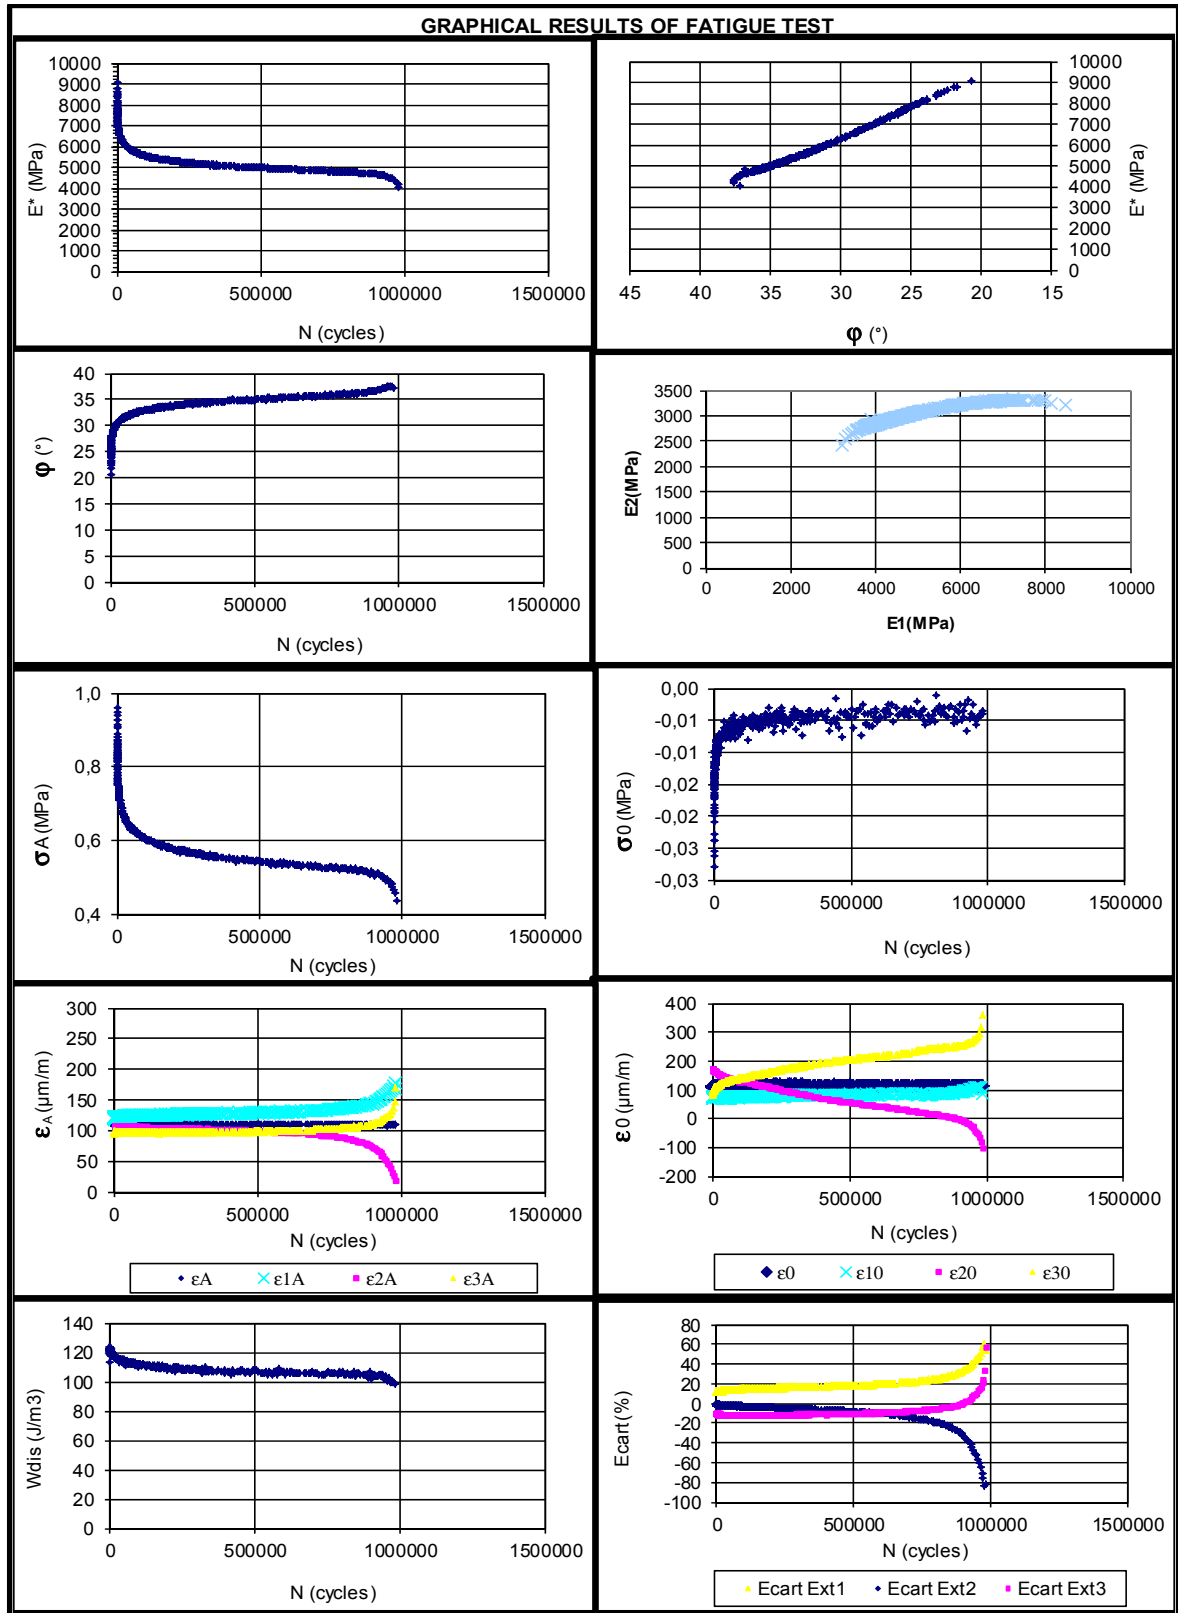 GRAPHICAL RESULTS OF FATIGUE TEST
10000
9000
8000
7000
6000
5000
4000
3000
2000
1000
0
E* (MPa)
0 500000 1000000 1500000
N (cycles)
10000
9000
8000
7000
6000
5000
4000
3000
2000
1000
0
E* (MPa)
45 40 35 30 25 20 15
φ (°)
40
35
30
25
20
15
10
5
0
φ (°)
0 500000 1000000 1500000
N (cycles)
3500
3000
2500
2000
1500
1000
500
0
E2(MPa)
0 2000 4000 6000 8000 10000
E1(MPa)
1,0
0,8
0,6
0,4
σA (MPa)
0 500000 1000000 1500000
N (cycles)
0,00
-0,01
-0,01
-0,02
-0,02
-0,03
-0,03
σ0 (MPa)
0 500000 1000000 1500000
N (cycles)
300
250
200
150
100
50
0
εA (µm/m)
0 500000 1000000 1500000
N (cycles)
εA ε1A ε2A ε3A
400
300
200
100
0
-100
-200
ε0 (µm/m)
0 500000 1000000 1500000
N (cycles)
ε0 ε10 ε20 ε30
140
120
100
80
60
40
20
0
Wdis (J/m3)
0 500000 1000000 1500000
N (cycles)
80
60
40
20
0
-20
-40
-60
-80
-100
Ecart (%)
0 500000 1000000 1500000
N (cycles)
Ecart Ext1 Ecart Ext2 Ecart Ext3